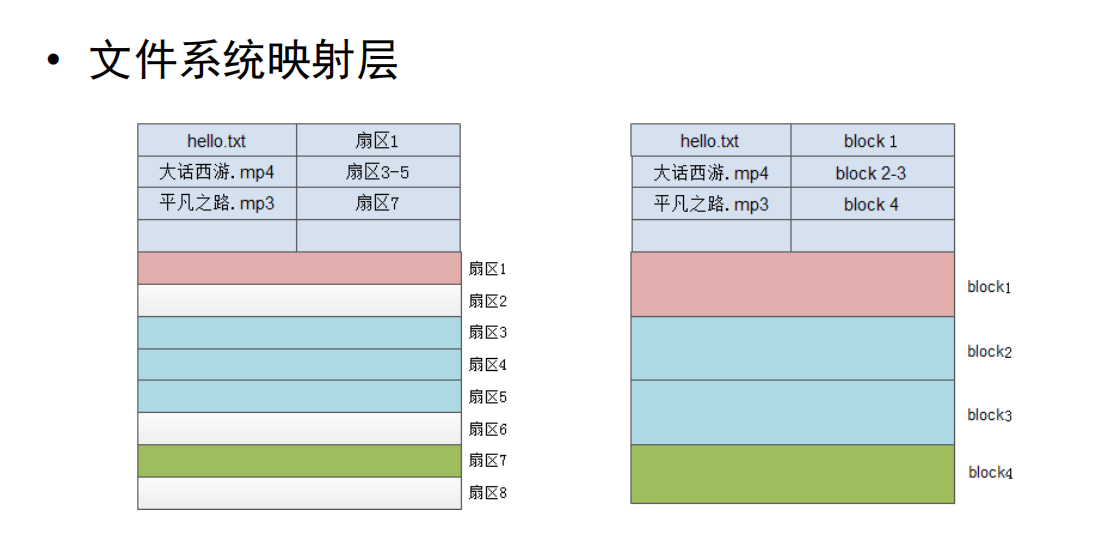 • 文件系统映射层
hello.txt 扇区1
大话西游.mp4 扇区3-5
平凡之路.mp3 扇区7
扇区1
扇区2
扇区3
扇区4
扇区5
扇区6
扇区7
扇区8
hello.txt block 1
大话西游.mp4 block 2-3
平凡之路.mp3 block 4
block1
block2
block3
block4